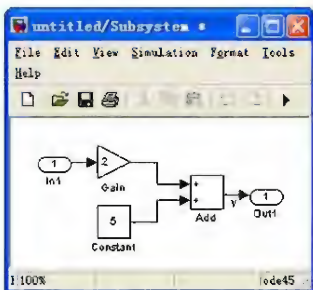 untitled/Subsystem *
File Edit View Simulation Format Tools
Help
1
In1
2
Gain
5
Constant
+
+
Add
y
1
Out1
100%
ode45